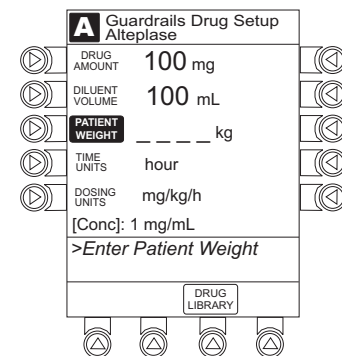 A Guardrails Drug Setup
Alteplase
DRUG
AMOUNT 100 mg
DILUENT
VOLUME 100 mL
PATIENT
WEIGHT _ _ _ _ kg
TIME
UNITS hour
DOSING
UNITS mg/kg/h
[Conc]: 1 mg/mL
>Enter Patient Weight
DRUG
LIBRARY